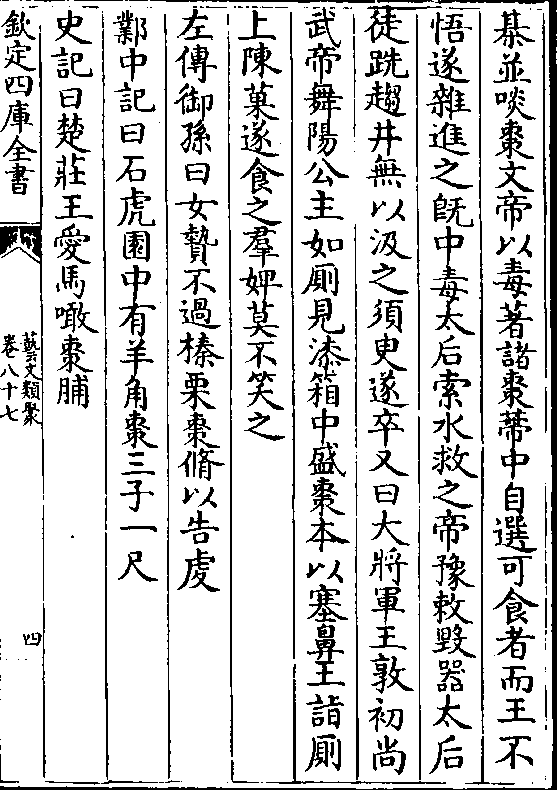 棊並啖棗文帝以毒著諸棗蔕中自選可食者而王不
悟遂雜進之旣中毒太后索水救之帝豫敕毀器太后
徒跣趨井無以汲之須臾遂卒又曰大將軍王敦初尚
武帝舞陽公主如厠見漆箱中盛棗本以塞鼻王詣厠
上陳菓遂食之羣婢莫不笑之
左傳御孫曰女贄不過榛栗棗脩以告虔
鄴中記曰石虎園中有羊角棗三子一尺
史記曰楚莊王愛馬噉棗脯
欽定四庫全書
藝文類聚
卷八十七
四